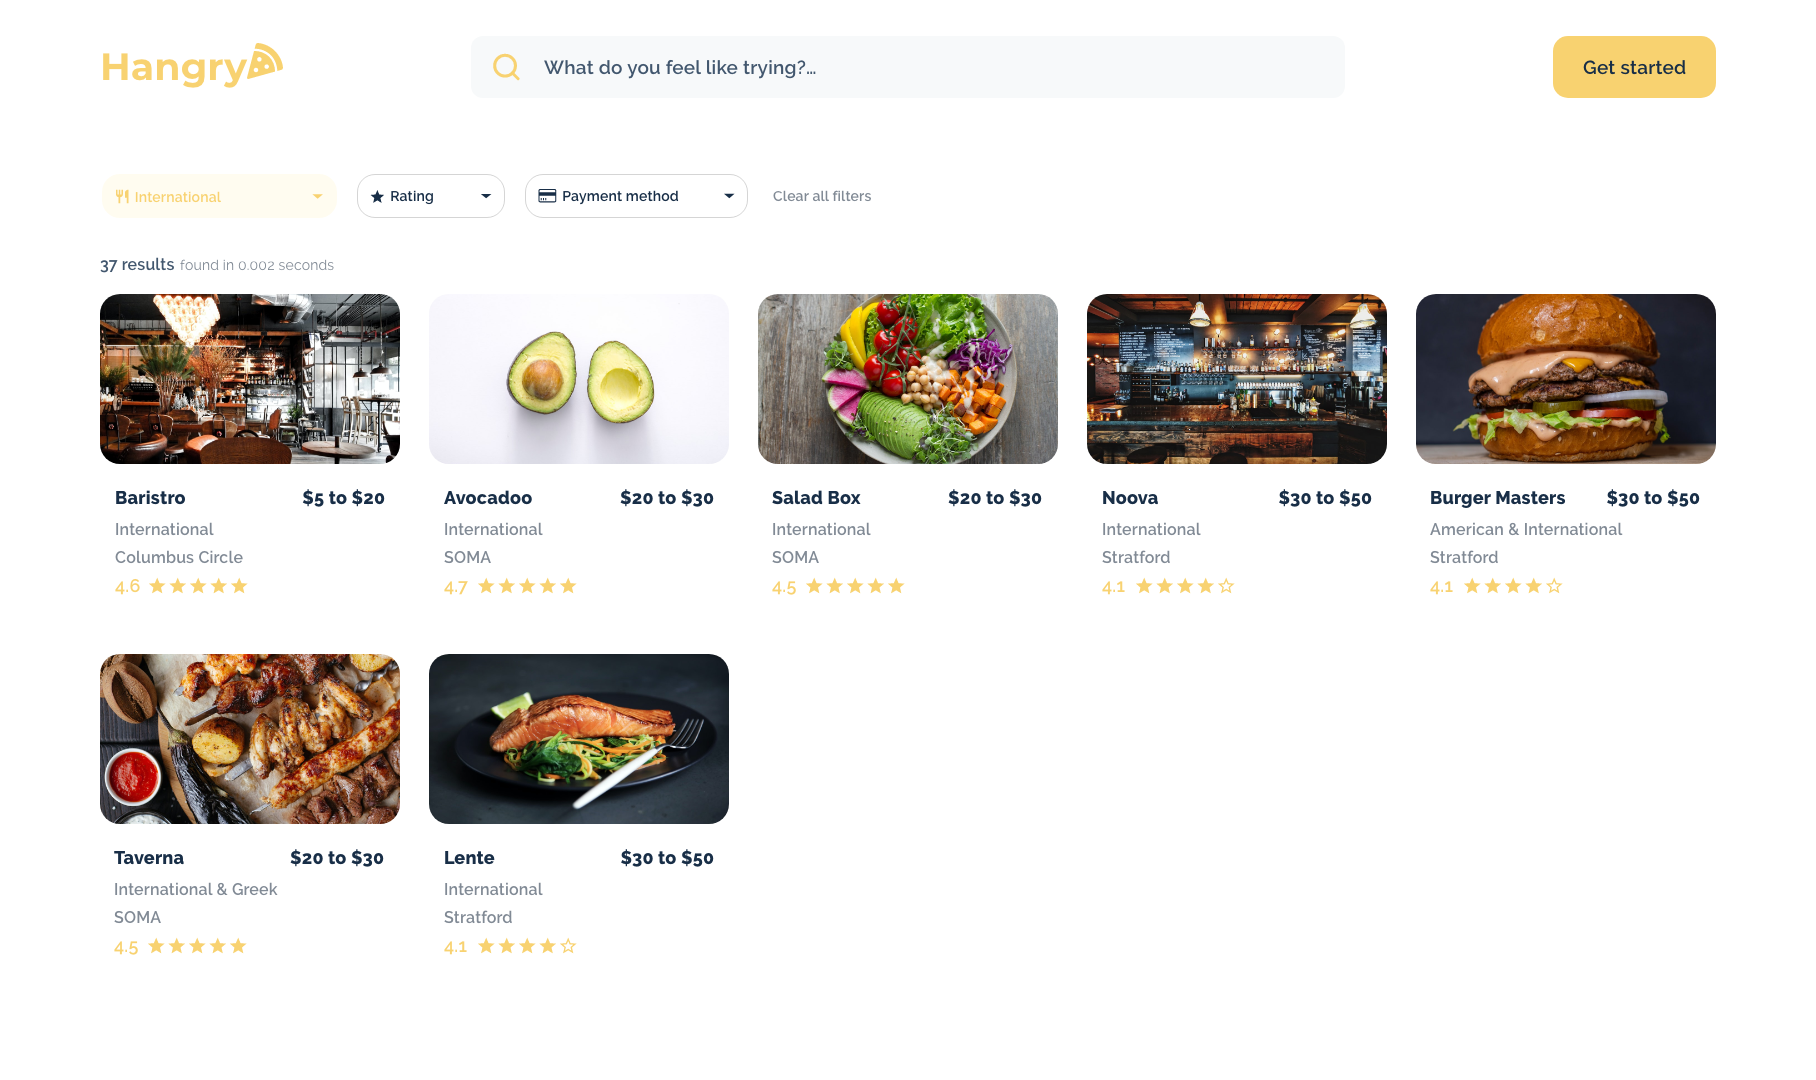 Hangry
What do you feel like trying?...
Get started
International
Rating
Payment method
Clear all filters
37 results found in 0.002 seconds
Baristro $5 to $20
International
Columbus Circle
4.6
Avocadoo $20 to $30
International
SOMA
4.7
Salad Box $20 to $30
International
SOMA
4.5
Noova $30 to $50
International
Stratford
4.1
Burger Masters $30 to $50
American & International
Stratford
4.1
Taverna $20 to $30
International & Greek
SOMA
4.5
Lente $30 to $50
International
Stratford
4.1